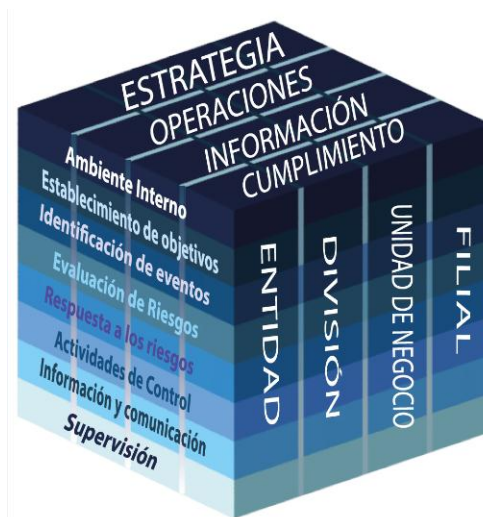 ESTRATEGIA
OPERACIONES
INFORMACIÓN
CUMPLIMIENTO
Ambiente Interno
Establecimiento de objetivos
Identificación de eventos
Evaluación de Riesgos
Respuesta a los riesgos
Actividades de Control
Información y comunicación
Supervisión
ENTIDAD
DIVISIÓN
UNIDAD DE NEGOCIO
FILIAL